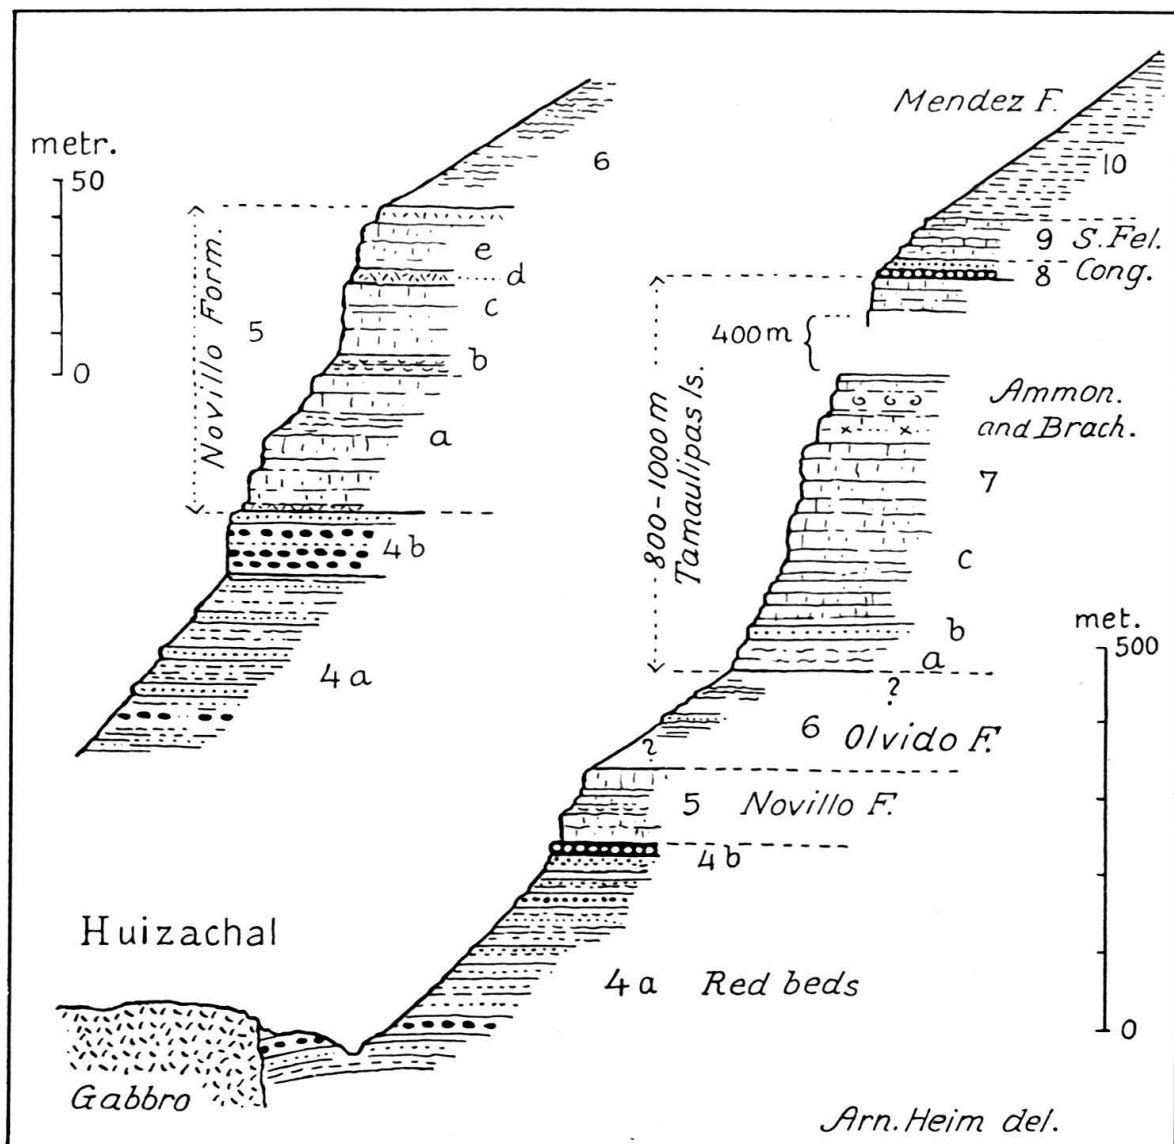 metr.
50
0
Novillo Form.
5
6
e
d
c
b
a
4b
4a
Mendez F.
10
9 S. Fel.
8 Cong.
400m
800-1000m
Tamaulipas ls.
Ammon.
and Brach.
7
c
b
a
?
6 Olvido F.
?
5 Novillo F.
4b
4a Red beds
met.
500
0
Huizachal
Gabbro
Arn. Heim del.